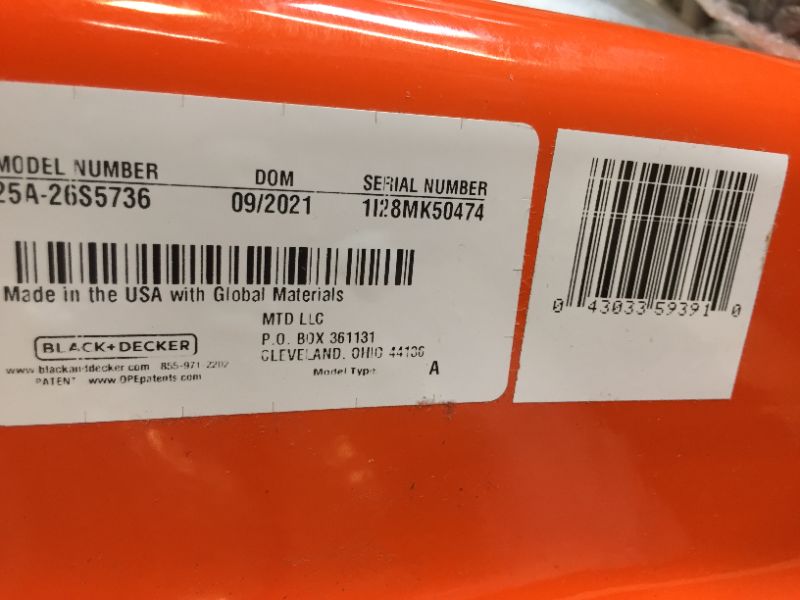 MODEL NUMBER DOM SERIAL NUMBER
25A-26S5736 09/2021 1I28MK50474
Made in the USA with Global Materials
MTD LLC
P.O. BOX 361131
CLEVELAND, OHIO 44136
BLACK+DECKER
www.blackanddecker.com 855-971-2202
PATENT www.OPEpatents.com
Model Type A
0 43033 59391 0